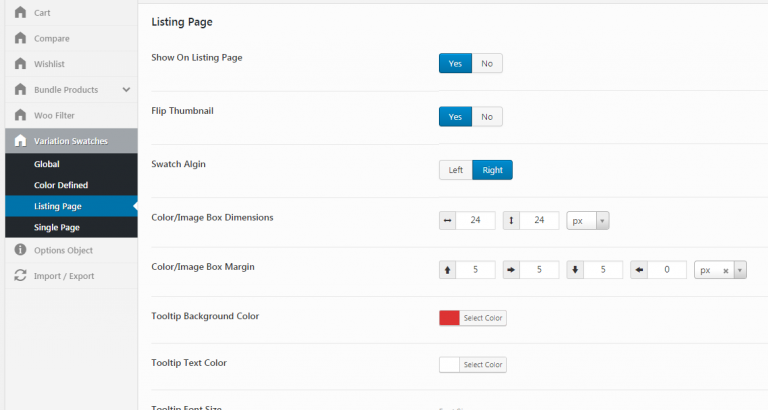 Cart
Compare
Wishlist
Bundle Products
Woo Filter
Variation Swatches
Global
Color Defined
Listing Page
Single Page
Options Object
Import / Export
Listing Page
Show On Listing Page
Yes No
Flip Thumbnail
Yes No
Swatch Algin
Left Right
Color/Image Box Dimensions
24 24 px
Color/Image Box Margin
5 5 5 0 px
Tooltip Background Color
Select Color
Tooltip Text Color
Select Color
Tooltip Font Size